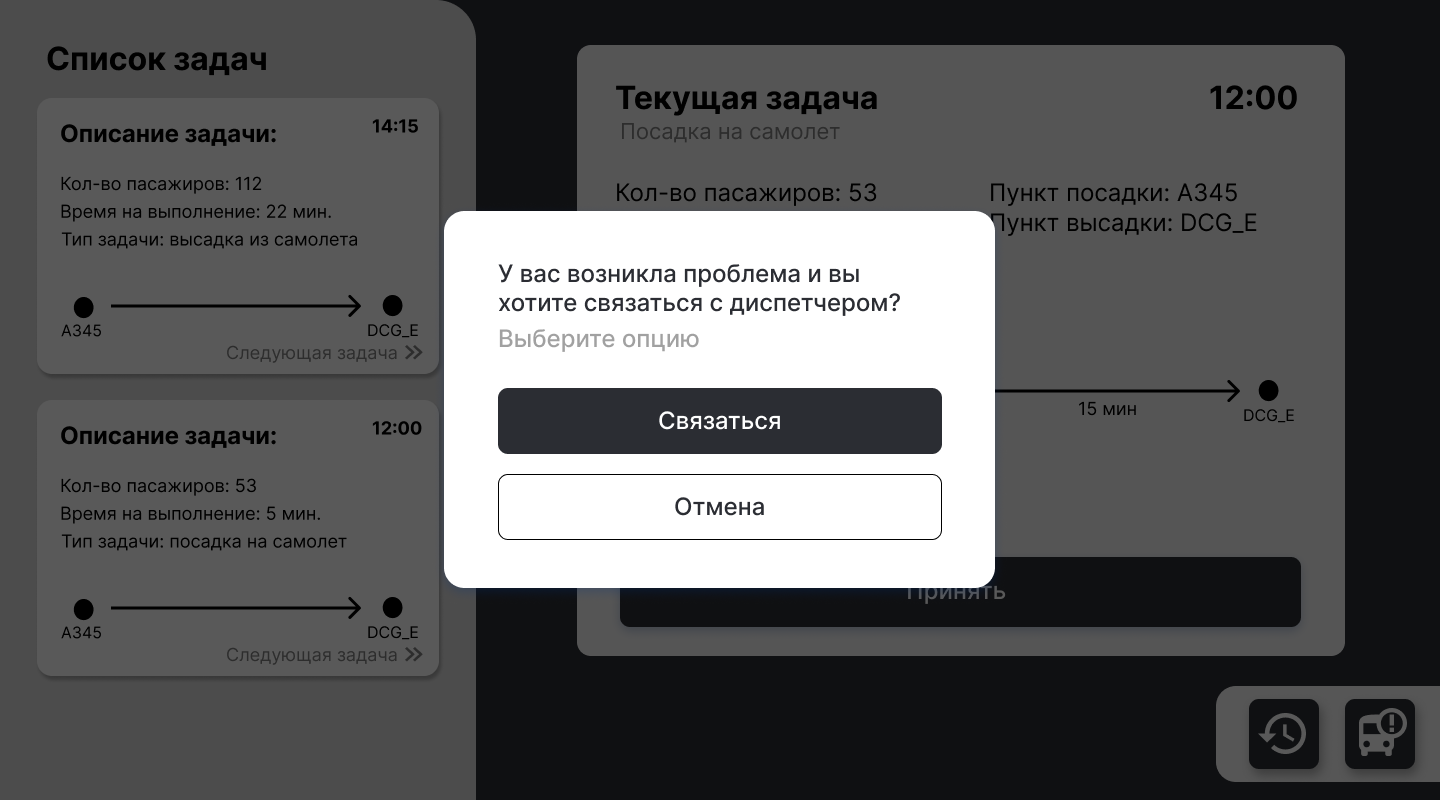 Список задач
Описание задачи:
14:15
Кол-во пасажиров: 112
Время на выполнение: 22 мин.
Тип задачи: высадка из самолета
A345
DCG_E
Следующая задача
Описание задачи:
12:00
Кол-во пасажиров: 53
Время на выполнение: 5 мин.
Тип задачи: посадка на самолет
A345
DCG_E
Следующая задача
Текущая задача
12:00
Посадка на самолет
Кол-во пасажиров: 53
Пункт посадки: A345
Пункт высадки: DCG_E
15 мин
DCG_E
Принять
У вас возникла проблема и вы
хотите связаться с диспетчером?
Выберите опцию
Связаться
Отмена